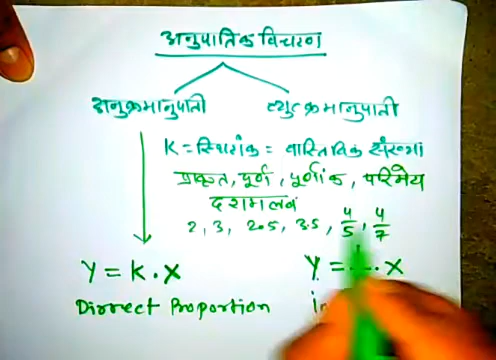 अनुपातिक विचरण
अनुक्रमानुपाती व्युत्क्रमानुपाती
K = स्थिरांक = वास्तविक संख्या
प्राकृत, पूर्ण, पूर्णांक, परिमेय
दशमलव
2, 3, 2.5, 3.5, 4/5, 4/7
Y = K . X Y = . X
Dirrect Proportion